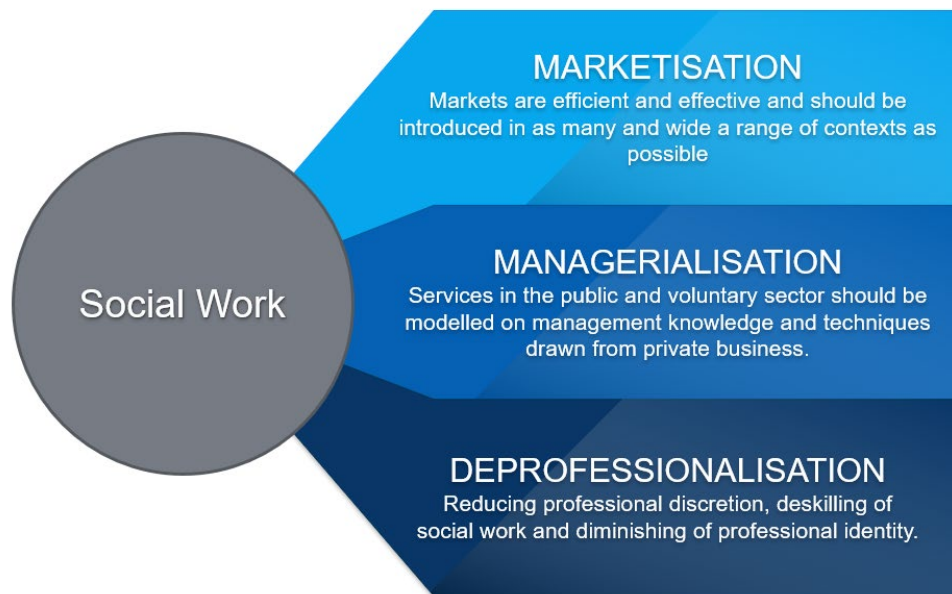 Social Work
MARKETISATION
Markets are efficient and effective and should be
introduced in as many and wide a range of contexts as
possible
MANAGERIALISATION
Services in the public and voluntary sector should be
modelled on management knowledge and techniques
drawn from private business.
DEPROFESSIONALISATION
Reducing professional discretion, deskilling of
social work and diminishing of professional identity.